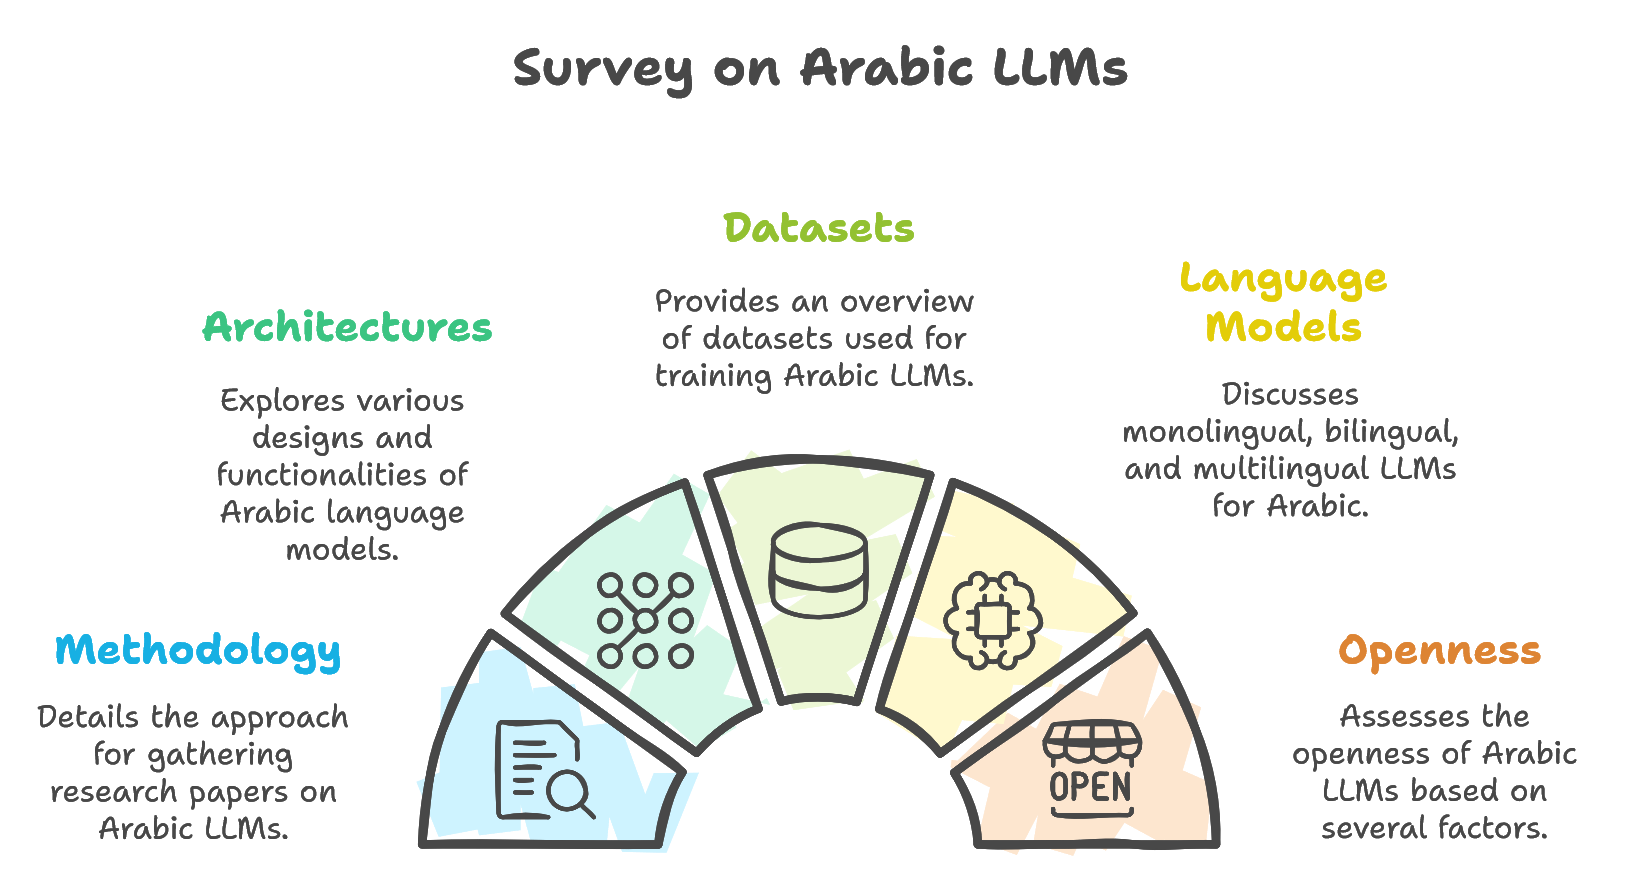 Survey on Arabic LLMs
Methodology
Details the approach
for gathering
research papers on
Arabic LLMs.
Architectures
Explores various
designs and
functionalities of
Arabic language
models.
Datasets
Provides an overview
of datasets used for
training Arabic LLMs.
Language
Models
Discusses
monolingual, bilingual,
and multilingual LLMs
for Arabic.
Openness
Assesses the
openness of Arabic
LLMs based on
several factors.
OPEN